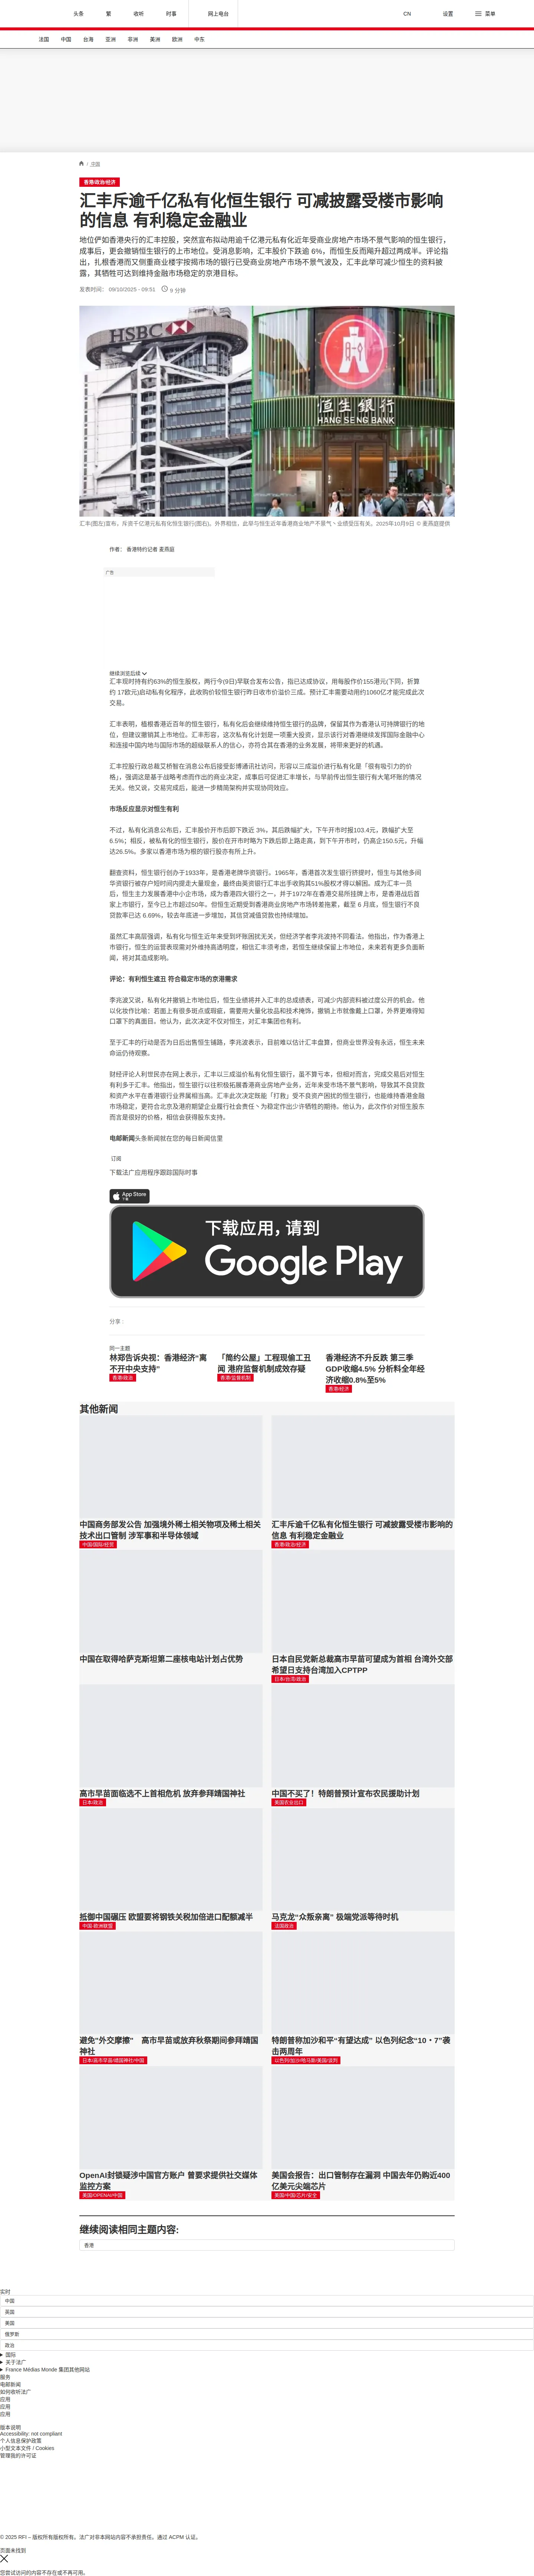 头条
繁
收听
时事
网上电台
CN
设置
菜单
法国
中国
台海
亚洲
非洲
美洲
欧洲
中东
/ 中国
香港/政治/经济
汇丰斥逾千亿私有化恒生银行 可减披露受楼市影响
的信息 有利稳定金融业
地位俨如香港央行的汇丰控股，突然宣布拟动用逾千亿港元私有化近年受商业房地产市场不景气影响的恒生银行，
成事后，更会撤销恒生银行的上市地位。受消息影响，汇丰股价下跌逾 6%，而恒生反而飚升超过两成半。评论指
出，扎根香港而又侧重商业楼宇按揭市场的银行已受商业房地产市场不景气波及，汇丰此举可减少恒生的资料披
露，其牺牲可达到维持金融市场稳定的京港目标。
发表时间： 09/10/2025 - 09:51
9 分钟
HSBC
恒生銀行
HANG SENG BANK
汇丰(图左)宣布，斥资千亿港元私有化恒生银行(图右)。外界相信，此举与恒生近年香港商业地产不景气丶业绩受压有关。2025年10月9日 © 麦燕庭提供
作者： 香港特约记者 麦燕庭
广告
继续浏览后续
汇丰现时持有约63%的恒生股权，两行今(9日)早联合发布公告，指已达成协议，用每股作价155港元(下同，折算
约 17欧元)启动私有化程序，此收购价较恒生银行昨日收市价溢价三成。预计汇丰需要动用约1060亿才能完成此次
交易。
汇丰表明，植根香港近百年的恒生银行，私有化后会继续维持恒生银行的品牌，保留其作为香港认可持牌银行的地
位，但建议撤销其上市地位。汇丰形容，这次私有化计划是一项重大投资，显示该行对香港继续发挥国际金融中心
和连接中国内地与国际市场的超级联系人的信心，亦符合其在香港的业务发展，将带来更好的机遇。
汇丰控股行政总裁艾桥智在消息公布后接受彭博通讯社访问，形容以三成溢价进行私有化是「很有吸引力的价
格」，强调这是基于战略考虑而作出的商业决定，成事后可促进汇丰增长，与早前传出恒生银行有大笔坏账的情况
无关。他又说，交易完成后，能进一步精简架构并实现协同效应。
市场反应显示对恒生有利
不过，私有化消息公布后，汇丰股价开市后即下跌近 3%，其后跌幅扩大，下午开市时报103.4元，跌幅扩大至
6.5%；相反，被私有化的恒生银行，股价在开市时略为下跌后即上路走高，到下午开市时，仍高企150.5元，升幅
达26.5%。多家以香港市场为根的银行股亦有所上升。
翻查资料，恒生银行创办于1933年，是香港老牌华资银行。1965年，香港首次发生银行挤提时，恒生与其他多间
华资银行被存户短时间内提走大量现金，最终由英资银行汇丰出手收购其51%股权才得以解困。成为汇丰一员
后，恒生主力发展香港中小企市场，成为香港四大银行之一，并于1972年在香港交易所挂牌上市，是香港战后首
家上市银行，至今已上市超过50年。但恒生近期受到香港商业房地产市场转差拖累，截至 6 月底，恒生银行不良
贷款率已达 6.69%，较去年底进一步增加，其信贷减值贷款也持续增加。
虽然汇丰高层强调，私有化与恒生近年来受到坏账困扰无关，但经济学者李兆波持不同看法。他指出，作为香港上
市银行，恒生的运营表现需对外维持高透明度，相信汇丰须考虑，若恒生继续保留上市地位，未来若有更多负面新
闻，将对其造成影响。
评论：有利恒生遮丑 符合稳定市场的京港需求
李兆波又说，私有化并撤销上市地位后，恒生业绩将并入汇丰的总成绩表，可减少内部资料被过度公开的机会。他
以化妆作比喻：若面上有很多斑点或瑕疵，需要用大量化妆品和技术掩饰，撤销上市就像戴上口罩，外界更难得知
口罩下的真面目。他认为，此次决定不仅对恒生，对汇丰集团也有利。
至于汇丰的行动是否为日后出售恒生铺路，李兆波表示，目前难以估计汇丰盘算，但商业世界没有永远，恒生未来
命运仍待观察。
财经评论人利世民亦在网上表示，汇丰以三成溢价私有化恒生银行，虽不算亏本，但相对而言，完成交易后对恒生
有利多于汇丰。他指出，恒生银行以往积极拓展香港商业房地产业务，近年来受市场不景气影响，导致其不良贷款
和资产水平在香港银行业界属相当高。汇丰此次决定既能「打救」受不良资产困扰的恒生银行，也能维持香港金融
市场稳定，更符合北京及港府期望企业履行社会责任丶为稳定作出少许牺牲的期待。他认为，此次作价对恒生股东
而言是很好的价格，相信会获得股东支持。
电邮新闻头条新闻就在您的每日新闻信里
订阅
下载法广应用程序跟踪国际时事
App Store
下载
下载应用，请到
Google Play
分享 :
同一主题
林郑告诉央视：香港经济“离
不开中央支持”
香港/政治
「简约公屋」工程现偷工丑
闻 港府监督机制成效存疑
香港/监督机制
香港经济不升反跌 第三季
GDP收缩4.5% 分析料全年经
济收缩0.8%至5%
香港/经济
其他新闻
中国商务部发公告 加强境外稀土相关物项及稀土相关
技术出口管制 涉军事和半导体领域
中国/国际/经贸
汇丰斥逾千亿私有化恒生银行 可减披露受楼市影响的
信息 有利稳定金融业
香港/政治/经济
中国在取得哈萨克斯坦第二座核电站计划占优势
日本自民党新总裁高市早苗可望成为首相 台湾外交部
希望日支持台湾加入CPTPP
日本/台湾/政治
高市早苗面临选不上首相危机 放弃参拜靖国神社
日本/政治
中国不买了！特朗普预计宣布农民援助计划
美国农业出口
抵御中国碾压 欧盟要将钢铁关税加倍进口配额减半
中国-欧洲联盟
马克龙“众叛亲离” 极端党派等待时机
法国政治
避免"外交摩擦" 高市早苗或放弃秋祭期间参拜靖国
神社
日本/高市早苗/靖国神社/中国
特朗普称加沙和平“有望达成” 以色列纪念“10・7”袭
击两周年
以色列/加沙/哈马斯/美国/谈判
OpenAI封锁疑涉中国官方账户 曾要求提供社交媒体
监控方案
美国/OPENAI/中国
美国会报告：出口管制存在漏洞 中国去年仍购近400
亿美元尖端芯片
美国/中国/芯片/安全
继续阅读相同主题内容:
香港
实时
中国
英国
美国
俄罗斯
政治
国际
关于法广
France Médias Monde 集团其他网站
服务
电邮新闻
如何收听法广
应用
应用
应用
版本说明
Accessibility: not compliant
个人信息保护政策
小型文本文件 / Cookies
管理我的许可证
© 2025 RFI – 版权所有版权所有。法广对非本网站内容不承担责任。通过 ACPM 认证。
页面未找到
您尝试访问的内容不存在或不再可用。